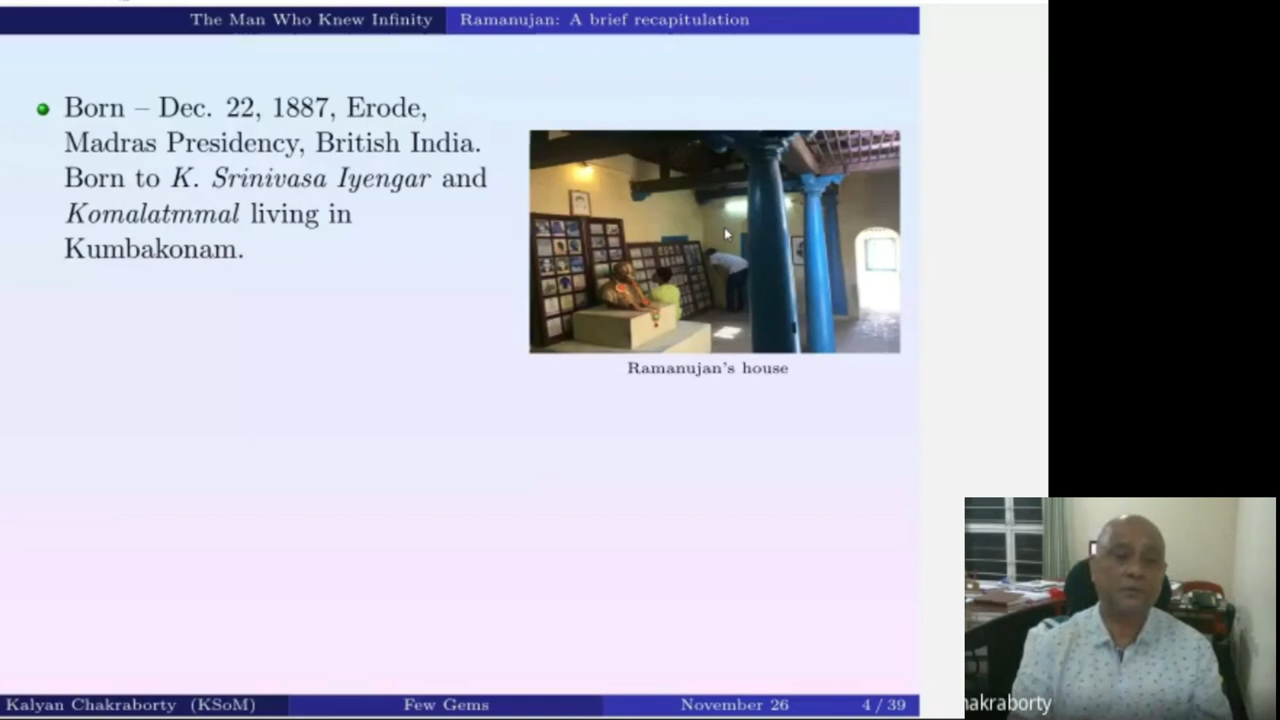 The Man Who Knew Infinity Ramanujan: A brief recapitulation
Born – Dec. 22, 1887, Erode,
Madras Presidency, British India.
Born to K. Srinivasa Iyengar and
Komalatmmal living in
Kumbakonam.
Ramanujan's house
Kalyan Chakraborty (KSoM) Few Gems November 26 4 / 39
hakraborty